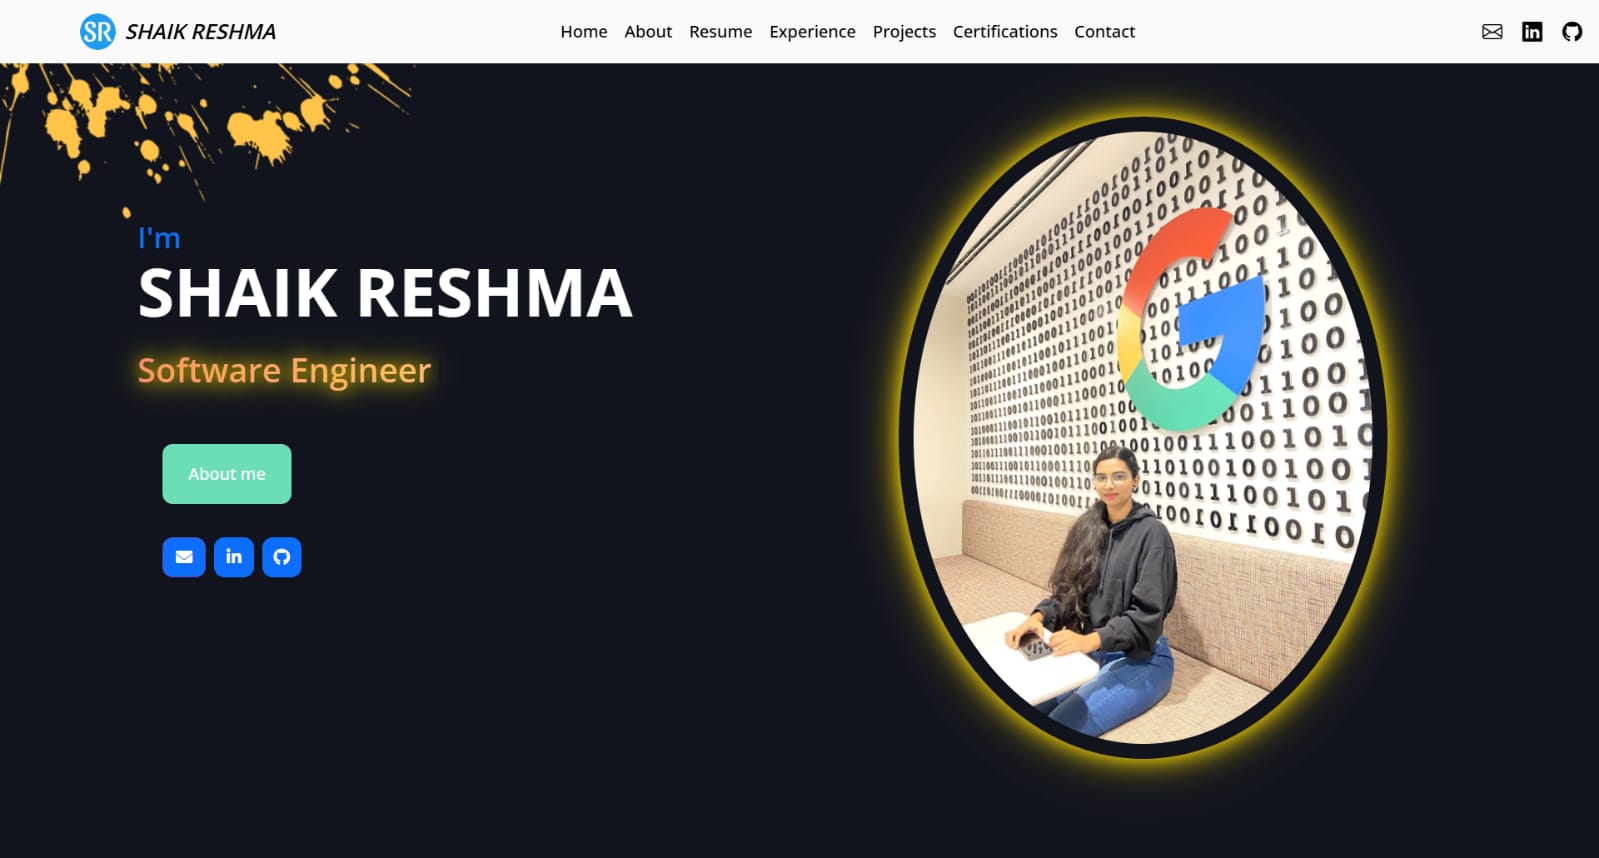 SR SHAIK RESHMA Home About Resume Experience Projects Certifications Contact
I'm
SHAIK RESHMA
Software Engineer
About me